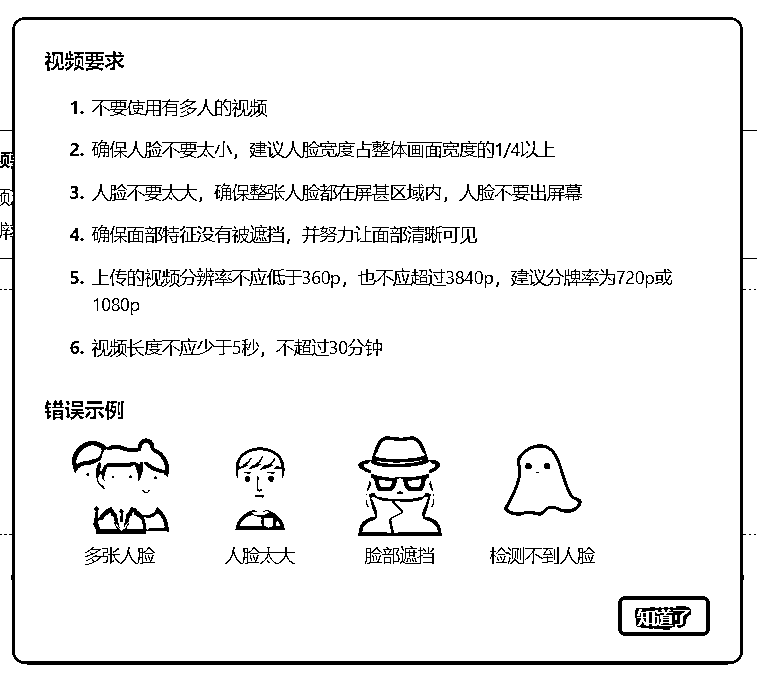 视频要求
1. 不要使用有多人的视频
2. 确保人脸不要太小，建议人脸宽度占整体画面宽度的1/4以上
3. 人脸不要太大，确保整张人脸都在屏甚区域内，人脸不要出屏幕
4. 确保面部特征没有被遮挡，并努力让面部清晰可见
5. 上传的视频分辨率不应低于360p，也不应超过3840p，建议分牌率为720p或
1080p
6. 视频长度不应少于5秒，不超过30分钟
错误示例
多张人脸 人脸太大 脸部遮挡 检测不到人脸
知道了